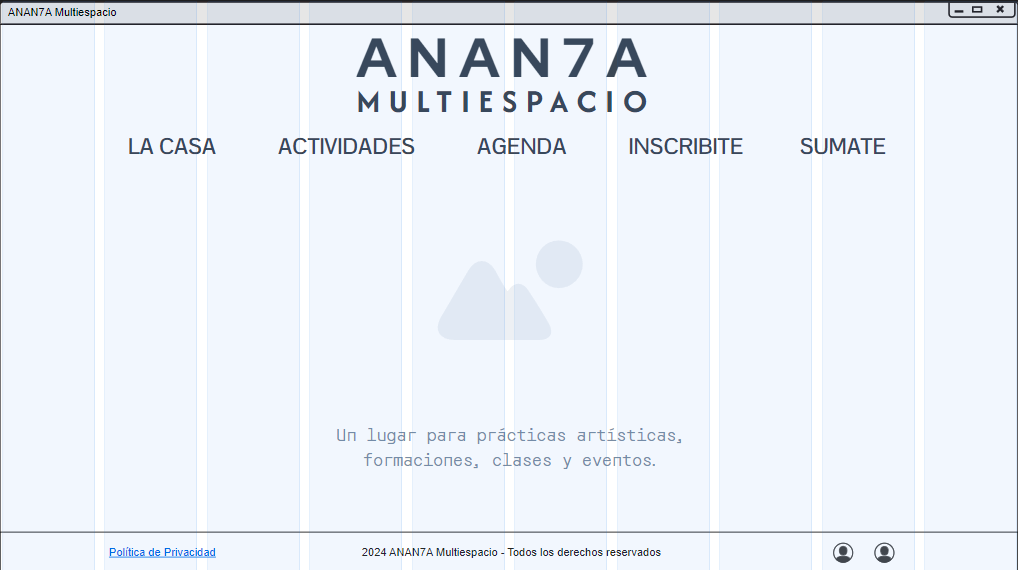 ANAN7A Multiespacio
ANAN7A
MULTIESPACIO
LA CASA ACTIVIDADES AGENDA INSCRIBITE SUMATE
Un lugar para prácticas artísticas,
formaciones, clases y eventos.
Política de Privacidad 2024 ANAN7A Multiespacio - Todos los derechos reservados